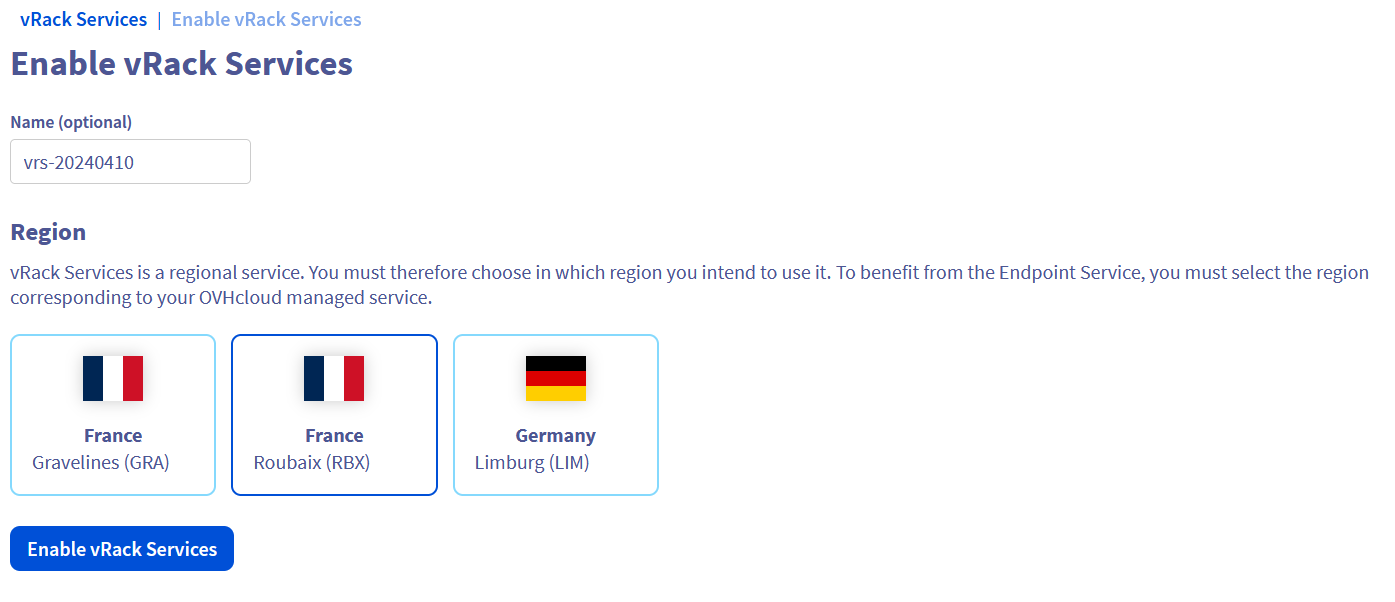 vRack Services | Enable vRack Services
Enable vRack Services
Name (optional)
vrs-20240410
Region
vRack Services is a regional service. You must therefore choose in which region you intend to use it. To benefit from the Endpoint Service, you must select the region
corresponding to your OVHcloud managed service.
France
Gravelines (GRA)
France
Roubaix (RBX)
Germany
Limburg (LIM)
Enable vRack Services